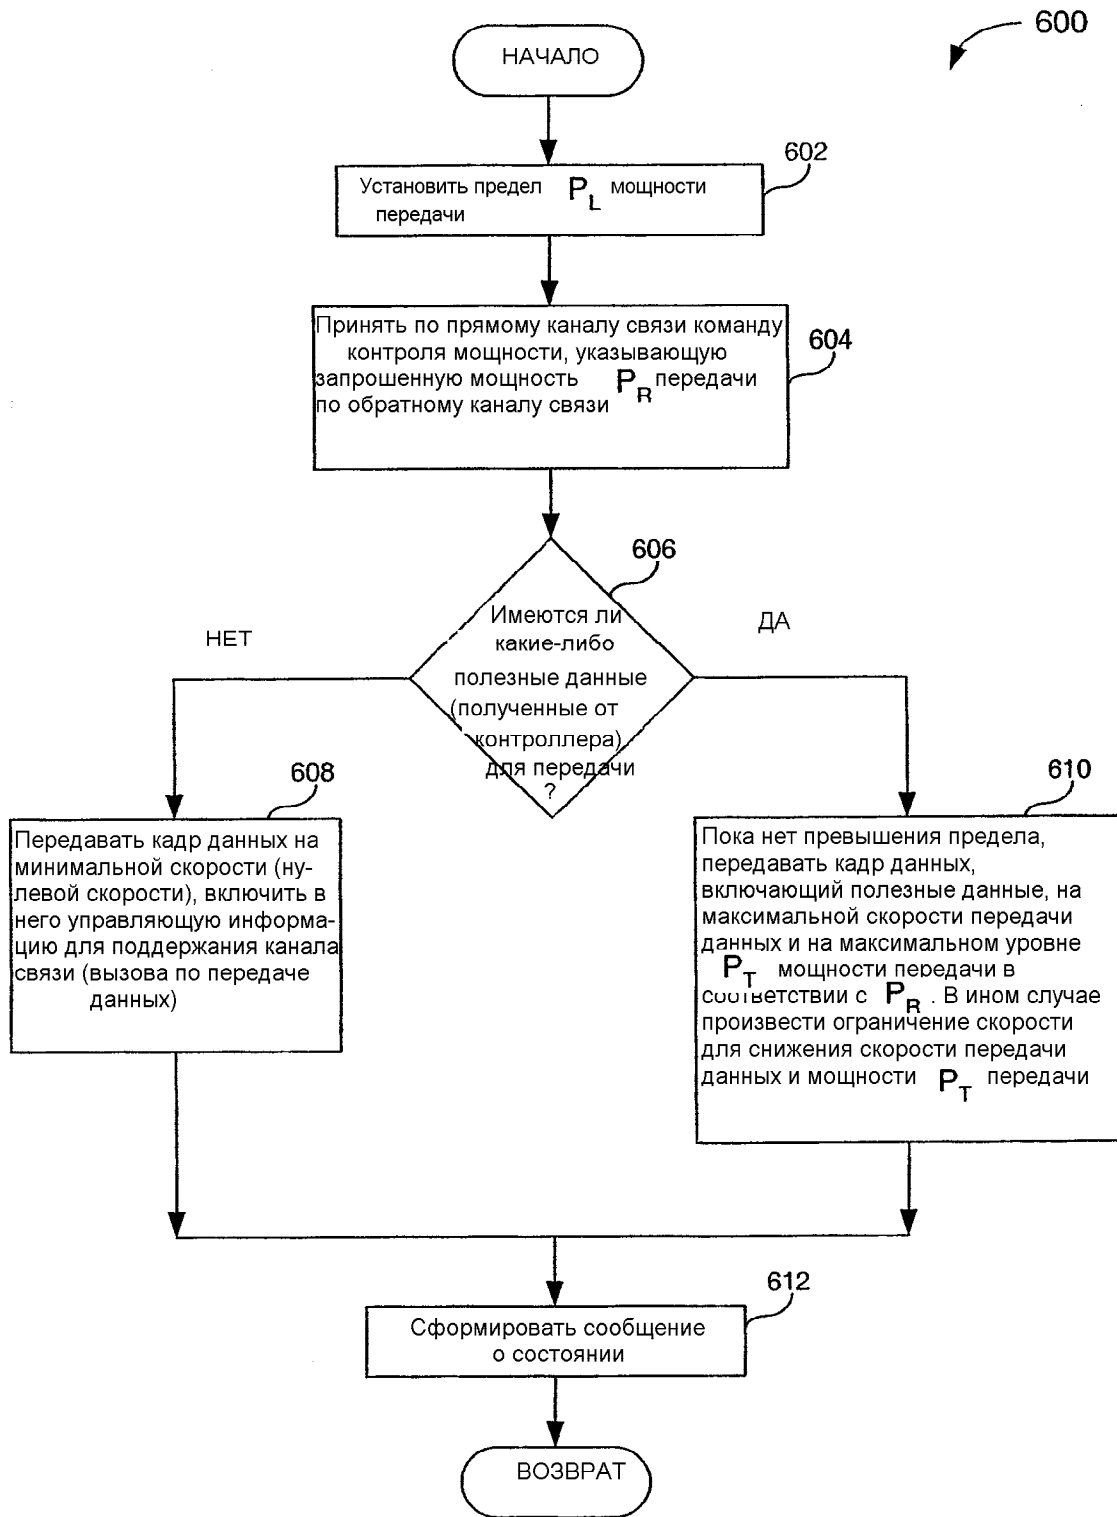 600
НАЧАЛО
602
Установить предел P_L мощности
передачи
Принять по прямому каналу связи команду
контроля мощности, указывающую
запрошенную мощность P_R передачи
по обратному каналу связи
604
606
Имеются ли
какие-либо
полезные данные
(полученные от
контроллера)
для передачи
?
НЕТ
ДА
608
Передавать кадр данных на
минимальной скорости (ну-
левой скорости), включить в
него управляющую информа-
цию для поддержания канала
связи (вызова по передаче
данных)
610
Пока нет превышения предела,
передавать кадр данных,
включающий полезные данные, на
максимальной скорости передачи
данных и на максимальном уровне
P_T мощности передачи в
соответствии с P_R . В ином случае
произвести ограничение скорости
для снижения скорости передачи
данных и мощности P_T передачи
612
Сформировать сообщение
о состоянии
ВОЗВРАТ